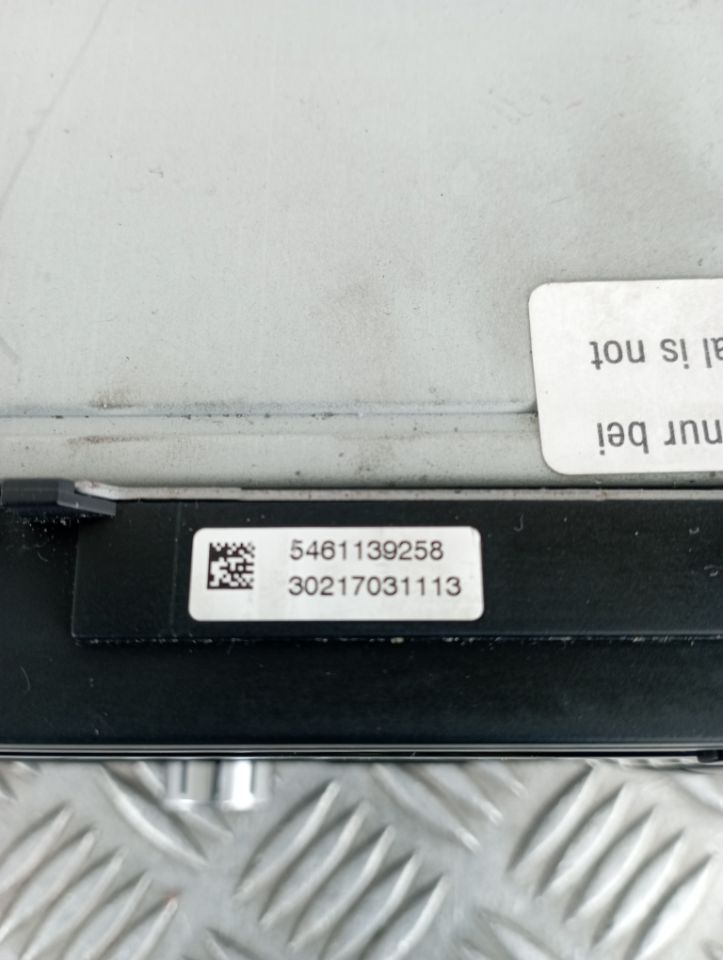 5461139258
30217031113
nur bei
al is not